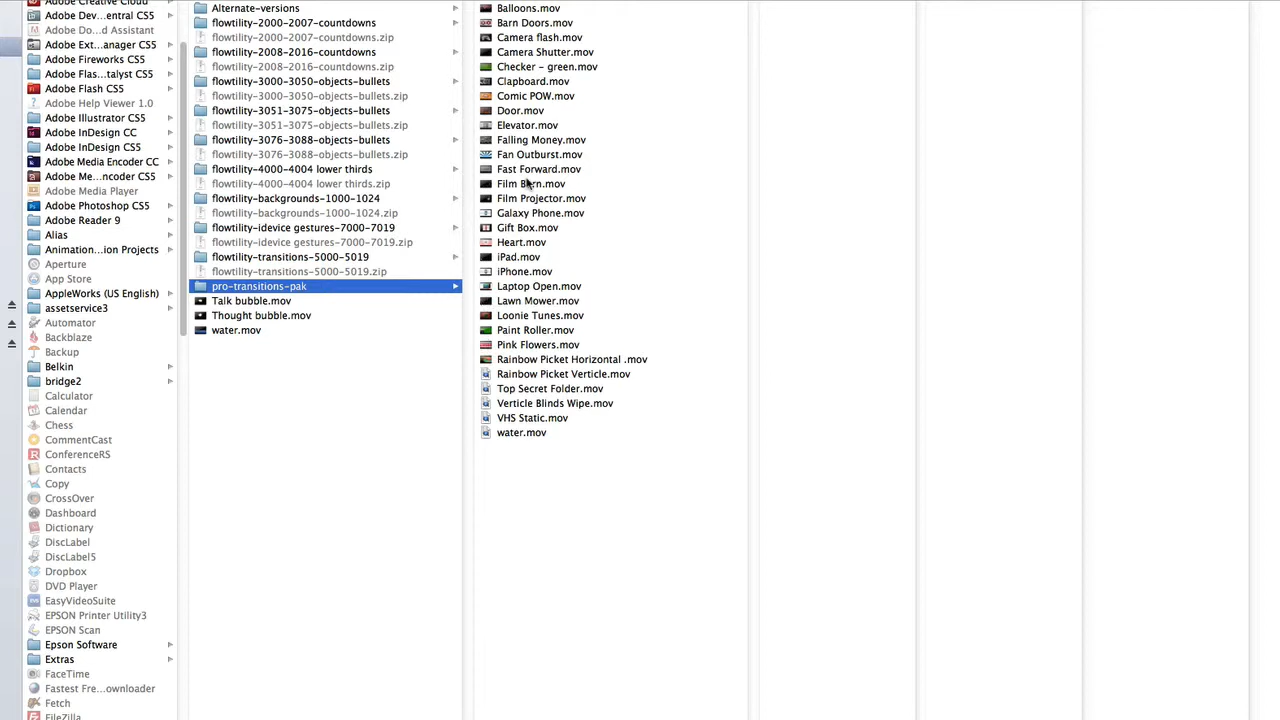 Adobe Creative Cloud
Adobe Dev...entral CS5
Adobe Do...d Assistant
Adobe Ext...anager CS5
Adobe Fireworks CS5
Adobe Flas...talyst CS5
Adobe Flash CS5
Adobe Help Viewer 1.0
Adobe Illustrator CS5
Adobe InDesign CC
Adobe InDesign CS5
Adobe Media Encoder CC
Adobe Me...ncoder CS5
Adobe Media Player
Adobe Photoshop CS5
Adobe Reader 9
Alias
Animation...ion Projects
Aperture
App Store
AppleWorks (US English)
assetservice3
Automator
Backblaze
Backup
Belkin
bridge2
Calculator
Calendar
Chess
CommentCast
ConferenceRS
Contacts
Copy
CrossOver
Dashboard
Dictionary
DiscLabel
DiscLabel5
Dropbox
DVD Player
EasyVideoSuite
EPSON Printer Utility3
EPSON Scan
Epson Software
Extras
FaceTime
Fastest Fre...ownloader
Fetch
FileZilla
Alternate-versions
flowtility-2000-2007-countdowns
flowtility-2000-2007-countdowns.zip
flowtility-2008-2016-countdowns
flowtility-2008-2016-countdowns.zip
flowtility-3000-3050-objects-bullets
flowtility-3000-3050-objects-bullets.zip
flowtility-3051-3075-objects-bullets
flowtility-3051-3075-objects-bullets.zip
flowtility-3076-3088-objects-bullets
flowtility-3076-3088-objects-bullets.zip
flowtility-4000-4004 lower thirds
flowtility-4000-4004 lower thirds.zip
flowtility-backgrounds-1000-1024
flowtility-backgrounds-1000-1024.zip
flowtility-idevice gestures-7000-7019
flowtility-idevice gestures-7000-7019.zip
flowtility-transitions-5000-5019
flowtility-transitions-5000-5019.zip
pro-transitions-pak
Talk bubble.mov
Thought bubble.mov
water.mov
Balloons.mov
Barn Doors.mov
Camera flash.mov
Camera Shutter.mov
Checker - green.mov
Clapboard.mov
Comic POW.mov
Door.mov
Elevator.mov
Falling Money.mov
Fan Outburst.mov
Fast Forward.mov
Film Burn.mov
Film Projector.mov
Galaxy Phone.mov
Gift Box.mov
Heart.mov
iPad.mov
iPhone.mov
Laptop Open.mov
Lawn Mower.mov
Loonie Tunes.mov
Paint Roller.mov
Pink Flowers.mov
Rainbow Picket Horizontal .mov
Rainbow Picket Verticle.mov
Top Secret Folder.mov
Verticle Blinds Wipe.mov
VHS Static.mov
water.mov